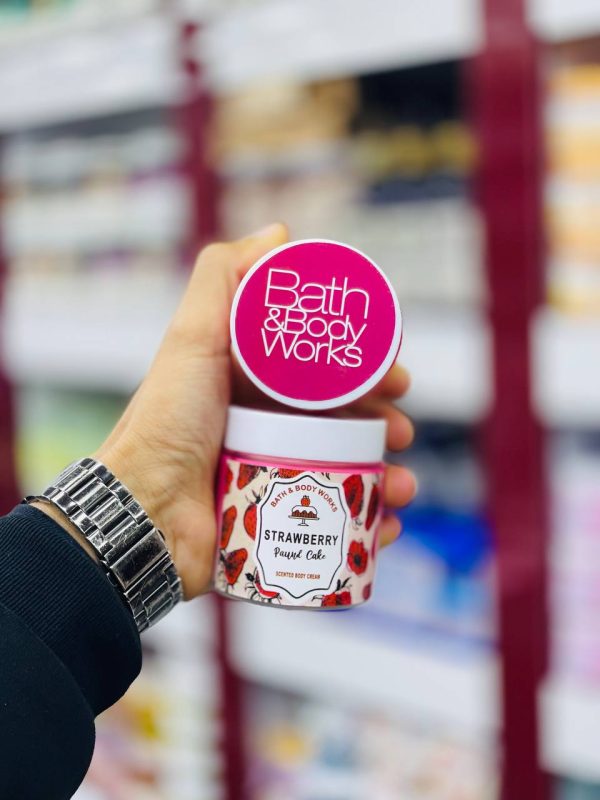 Bath
&Body
Works
BATH & BODY WORKS
STRAWBERRY
Pound Cake
SCENTED BODY CREAM